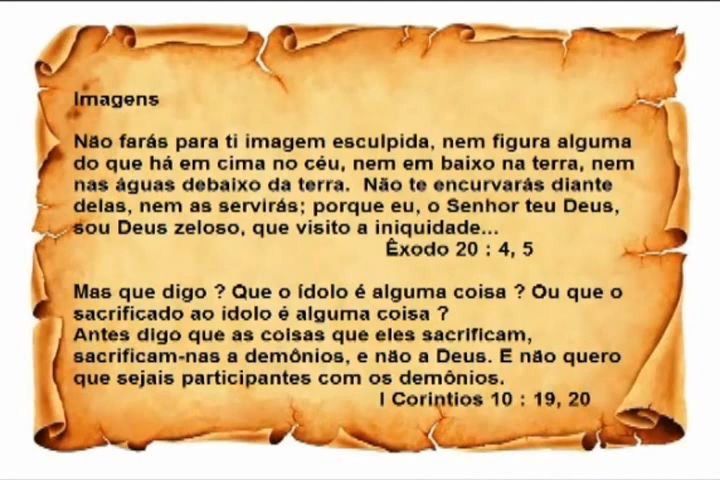 Imagens
Não farás para ti imagem esculpida, nem figura alguma
do que há em cima no céu, nem em baixo na terra, nem
nas águas debaixo da terra. Não te encurvarás diante
delas, nem as servirás; porque eu, o Senhor teu Deus,
sou Deus zeloso, que visito a iniquidade...
Êxodo 20 : 4, 5
Mas que digo ? Que o ídolo é alguma coisa ? Ou que o
sacrificado ao ídolo é alguma coisa ?
Antes digo que as coisas que eles sacrificam,
sacrificam-nas a demônios, e não a Deus. E não quero
que sejais participantes com os demônios.
I Corintios 10 : 19, 20